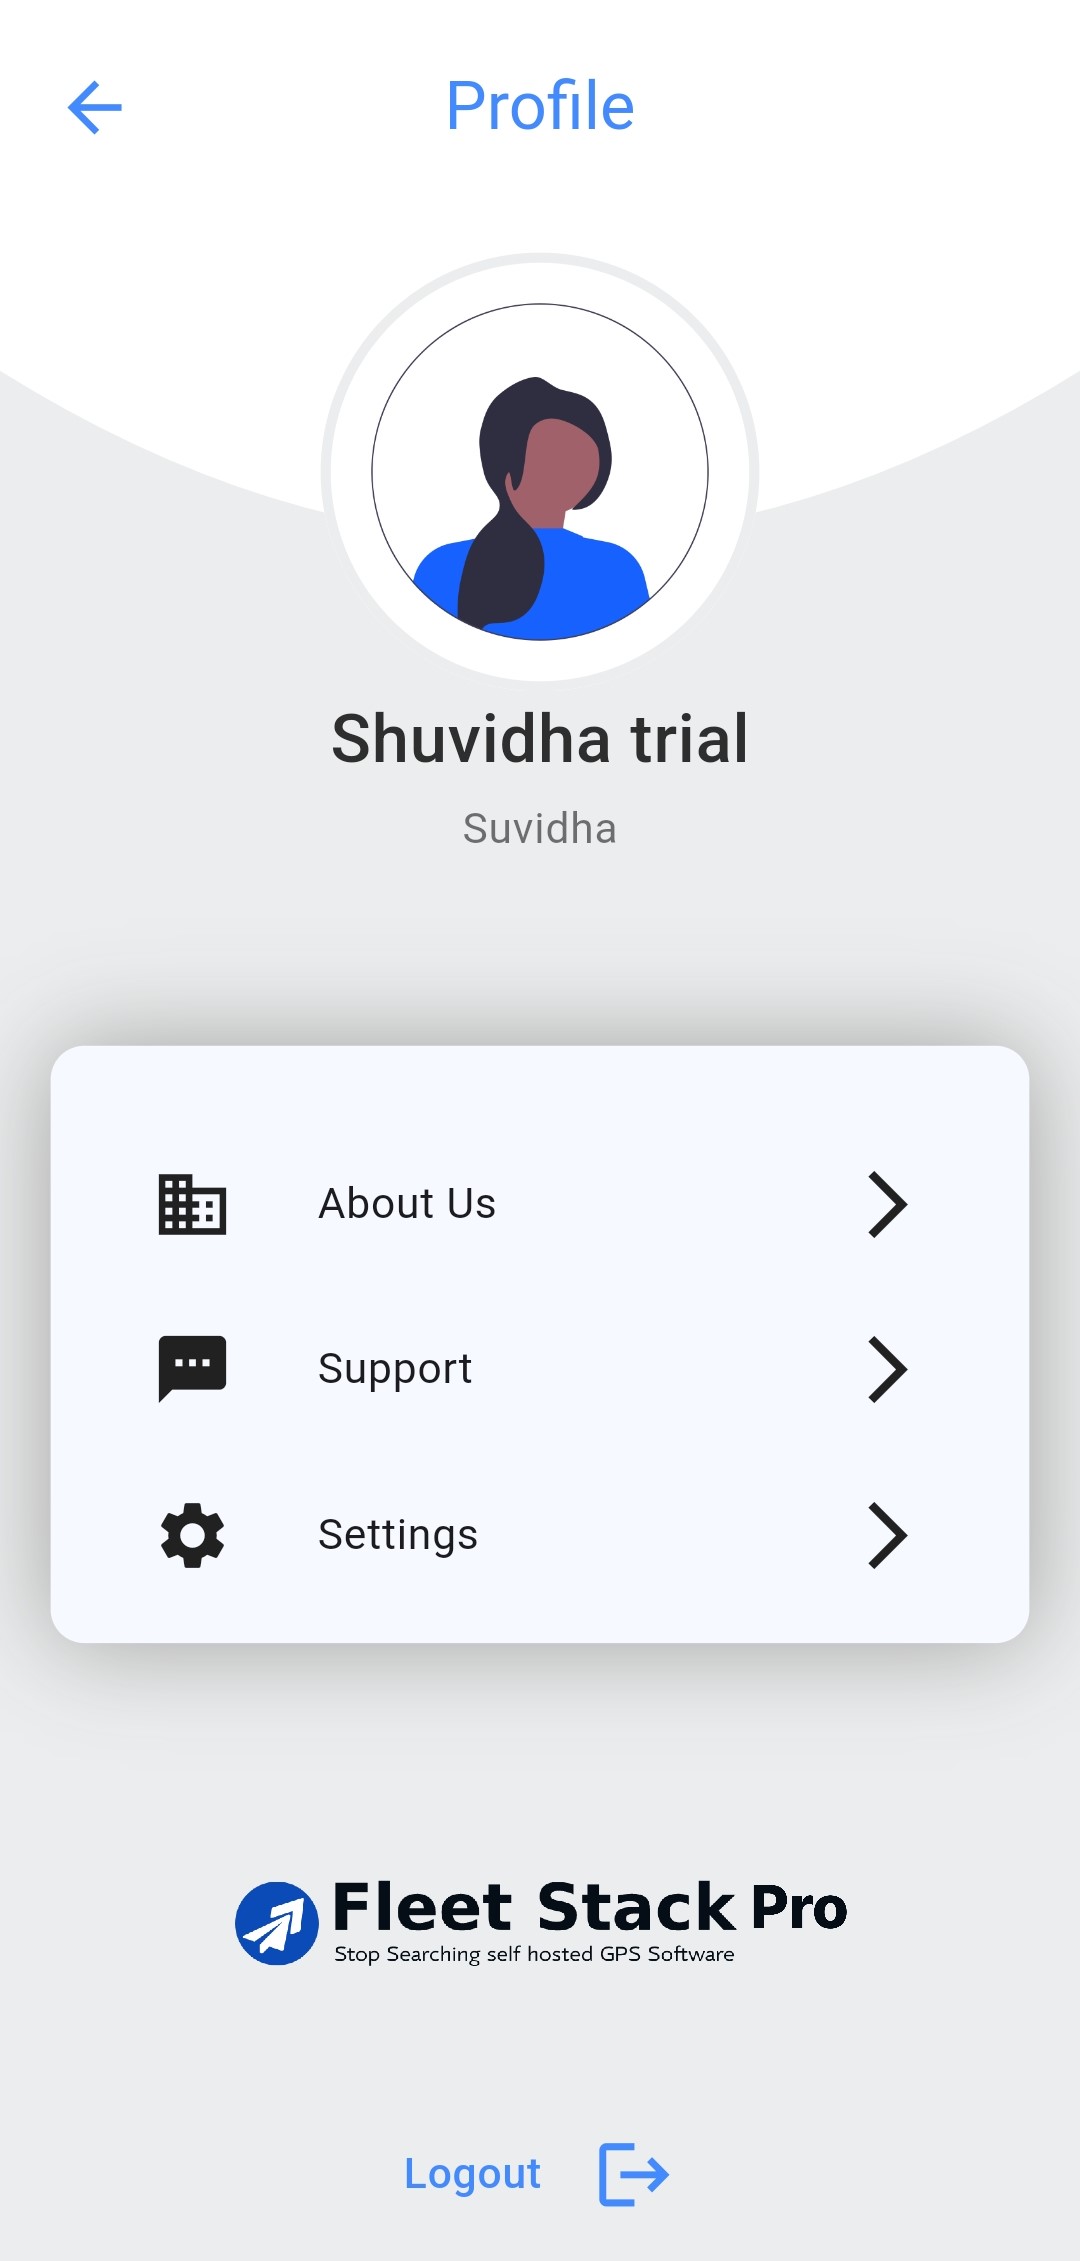 Profile
Shuvidha trial
Suvidha
About Us
Support
Settings
Fleet Stack Pro
Stop Searching self hosted GPS Software
Logout